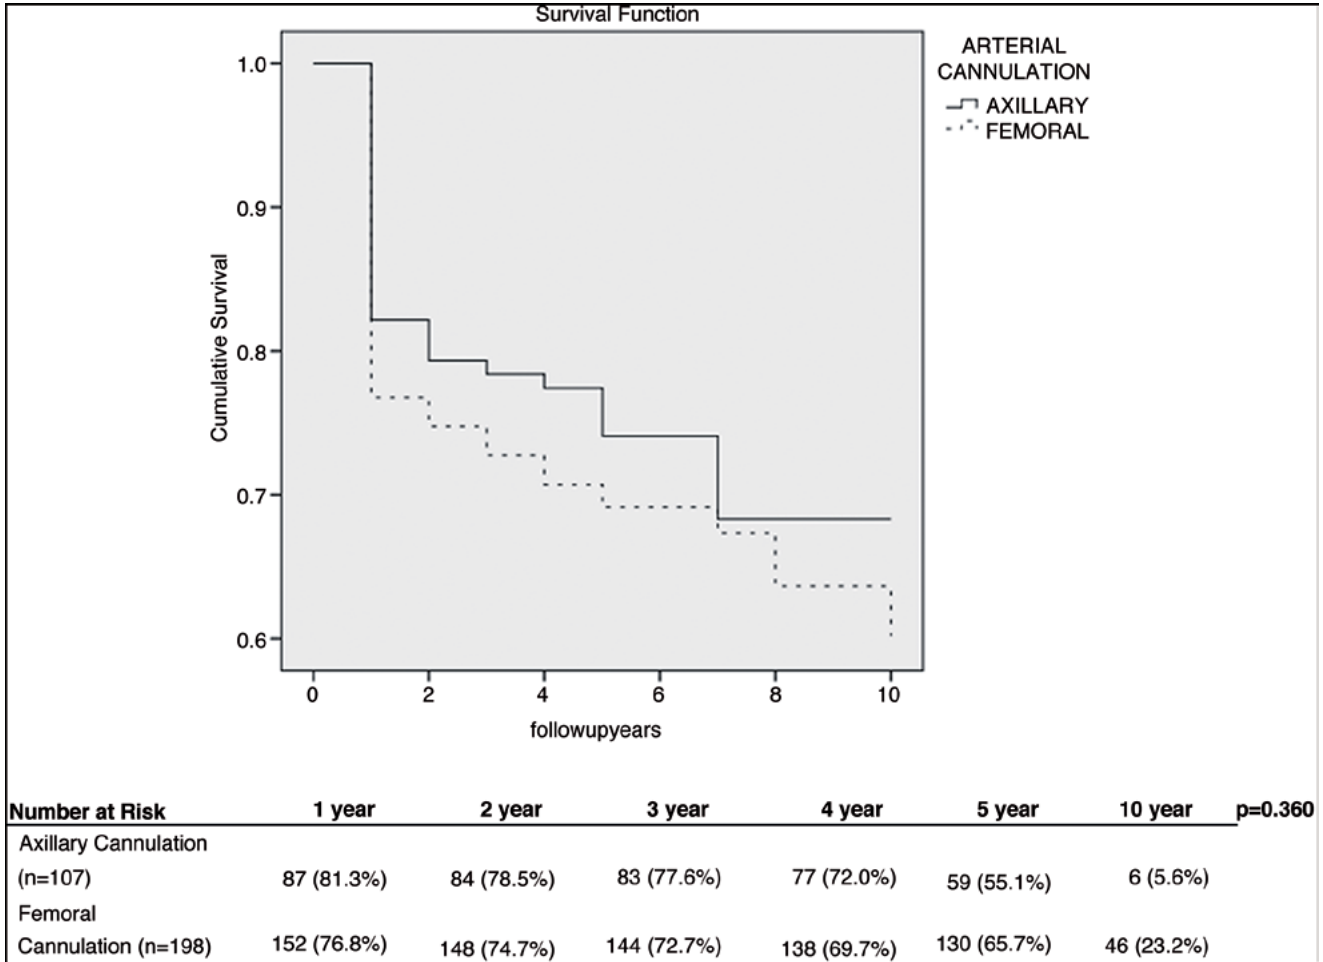 Survival Function
ARTERIAL
CANNULATION
AXILLARY
FEMORAL
1.0
0.9
0.8
0.7
0.6
Cumulative Survival
0 2 4 6 8 10
followupyears
Number at Risk 1 year 2 year 3 year 4 year 5 year 10 year p=0.360
Axillary Cannulation
(n=107) 87 (81.3%) 84 (78.5%) 83 (77.6%) 77 (72.0%) 59 (55.1%) 6 (5.6%)
Femoral
Cannulation (n=198) 152 (76.8%) 148 (74.7%) 144 (72.7%) 138 (69.7%) 130 (65.7%) 46 (23.2%)